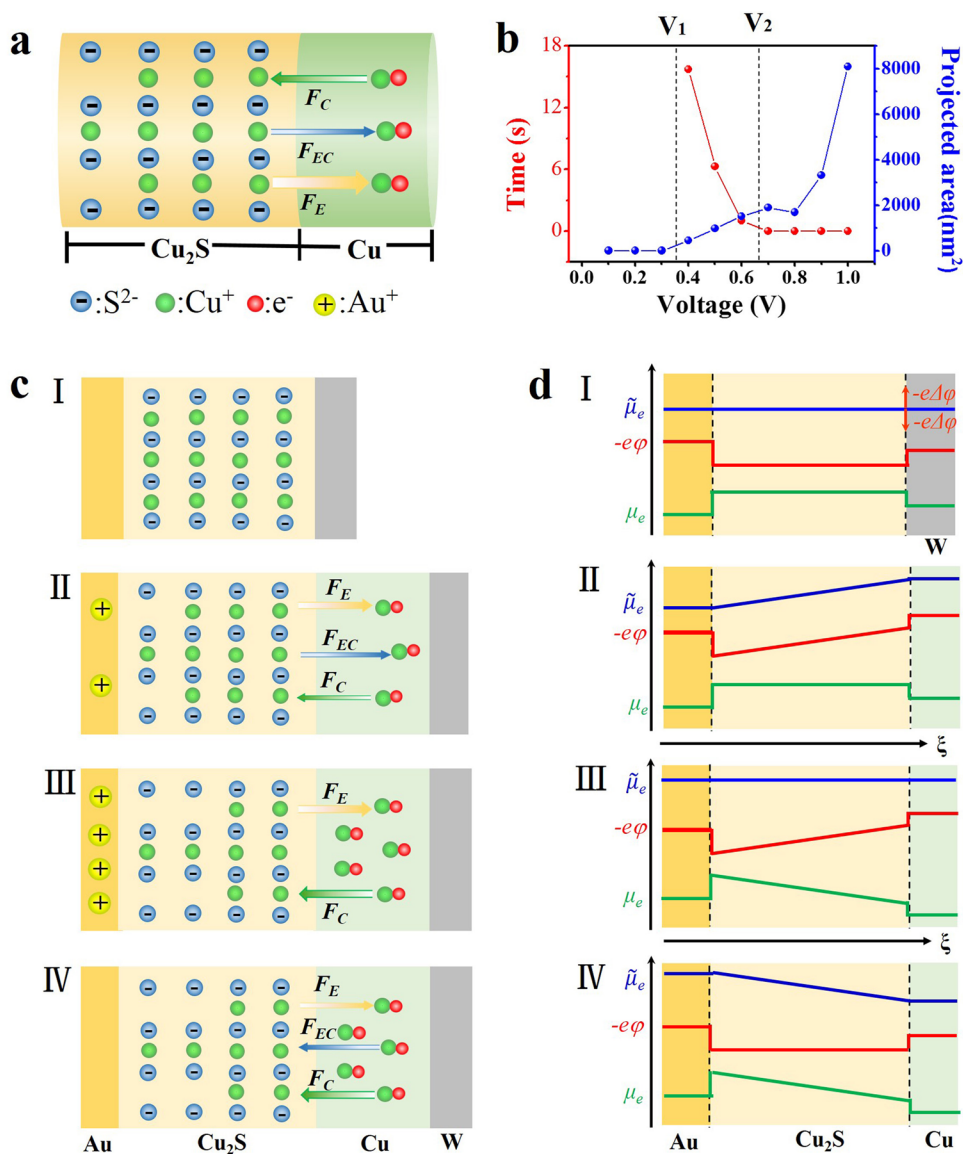 a
F_C
F_EC
F_E
Cu₂S
Cu
-:S²⁻ :Cu⁺ :e⁻ +:Au⁺
b
V₁ V₂
Time (s)
18
12
6
0
Projected area(nm²)
8000
6000
4000
2000
0
0.0 0.2 0.4 0.6 0.8 1.0
Voltage (V)
c
Ⅰ
Ⅱ
F_E
F_EC
F_C
Ⅲ
F_E
F_C
Ⅳ
F_E
F_EC
F_C
Au Cu₂S Cu W
d
Ⅰ
μ̃_e
-eφ
μ_e
-eΔφ
-eΔφ
W
Ⅱ
μ̃_e
-eφ
μ_e
ξ
Ⅲ
μ̃_e
-eφ
μ_e
ξ
Ⅳ
μ̃_e
-eφ
μ_e
Au Cu₂S Cu